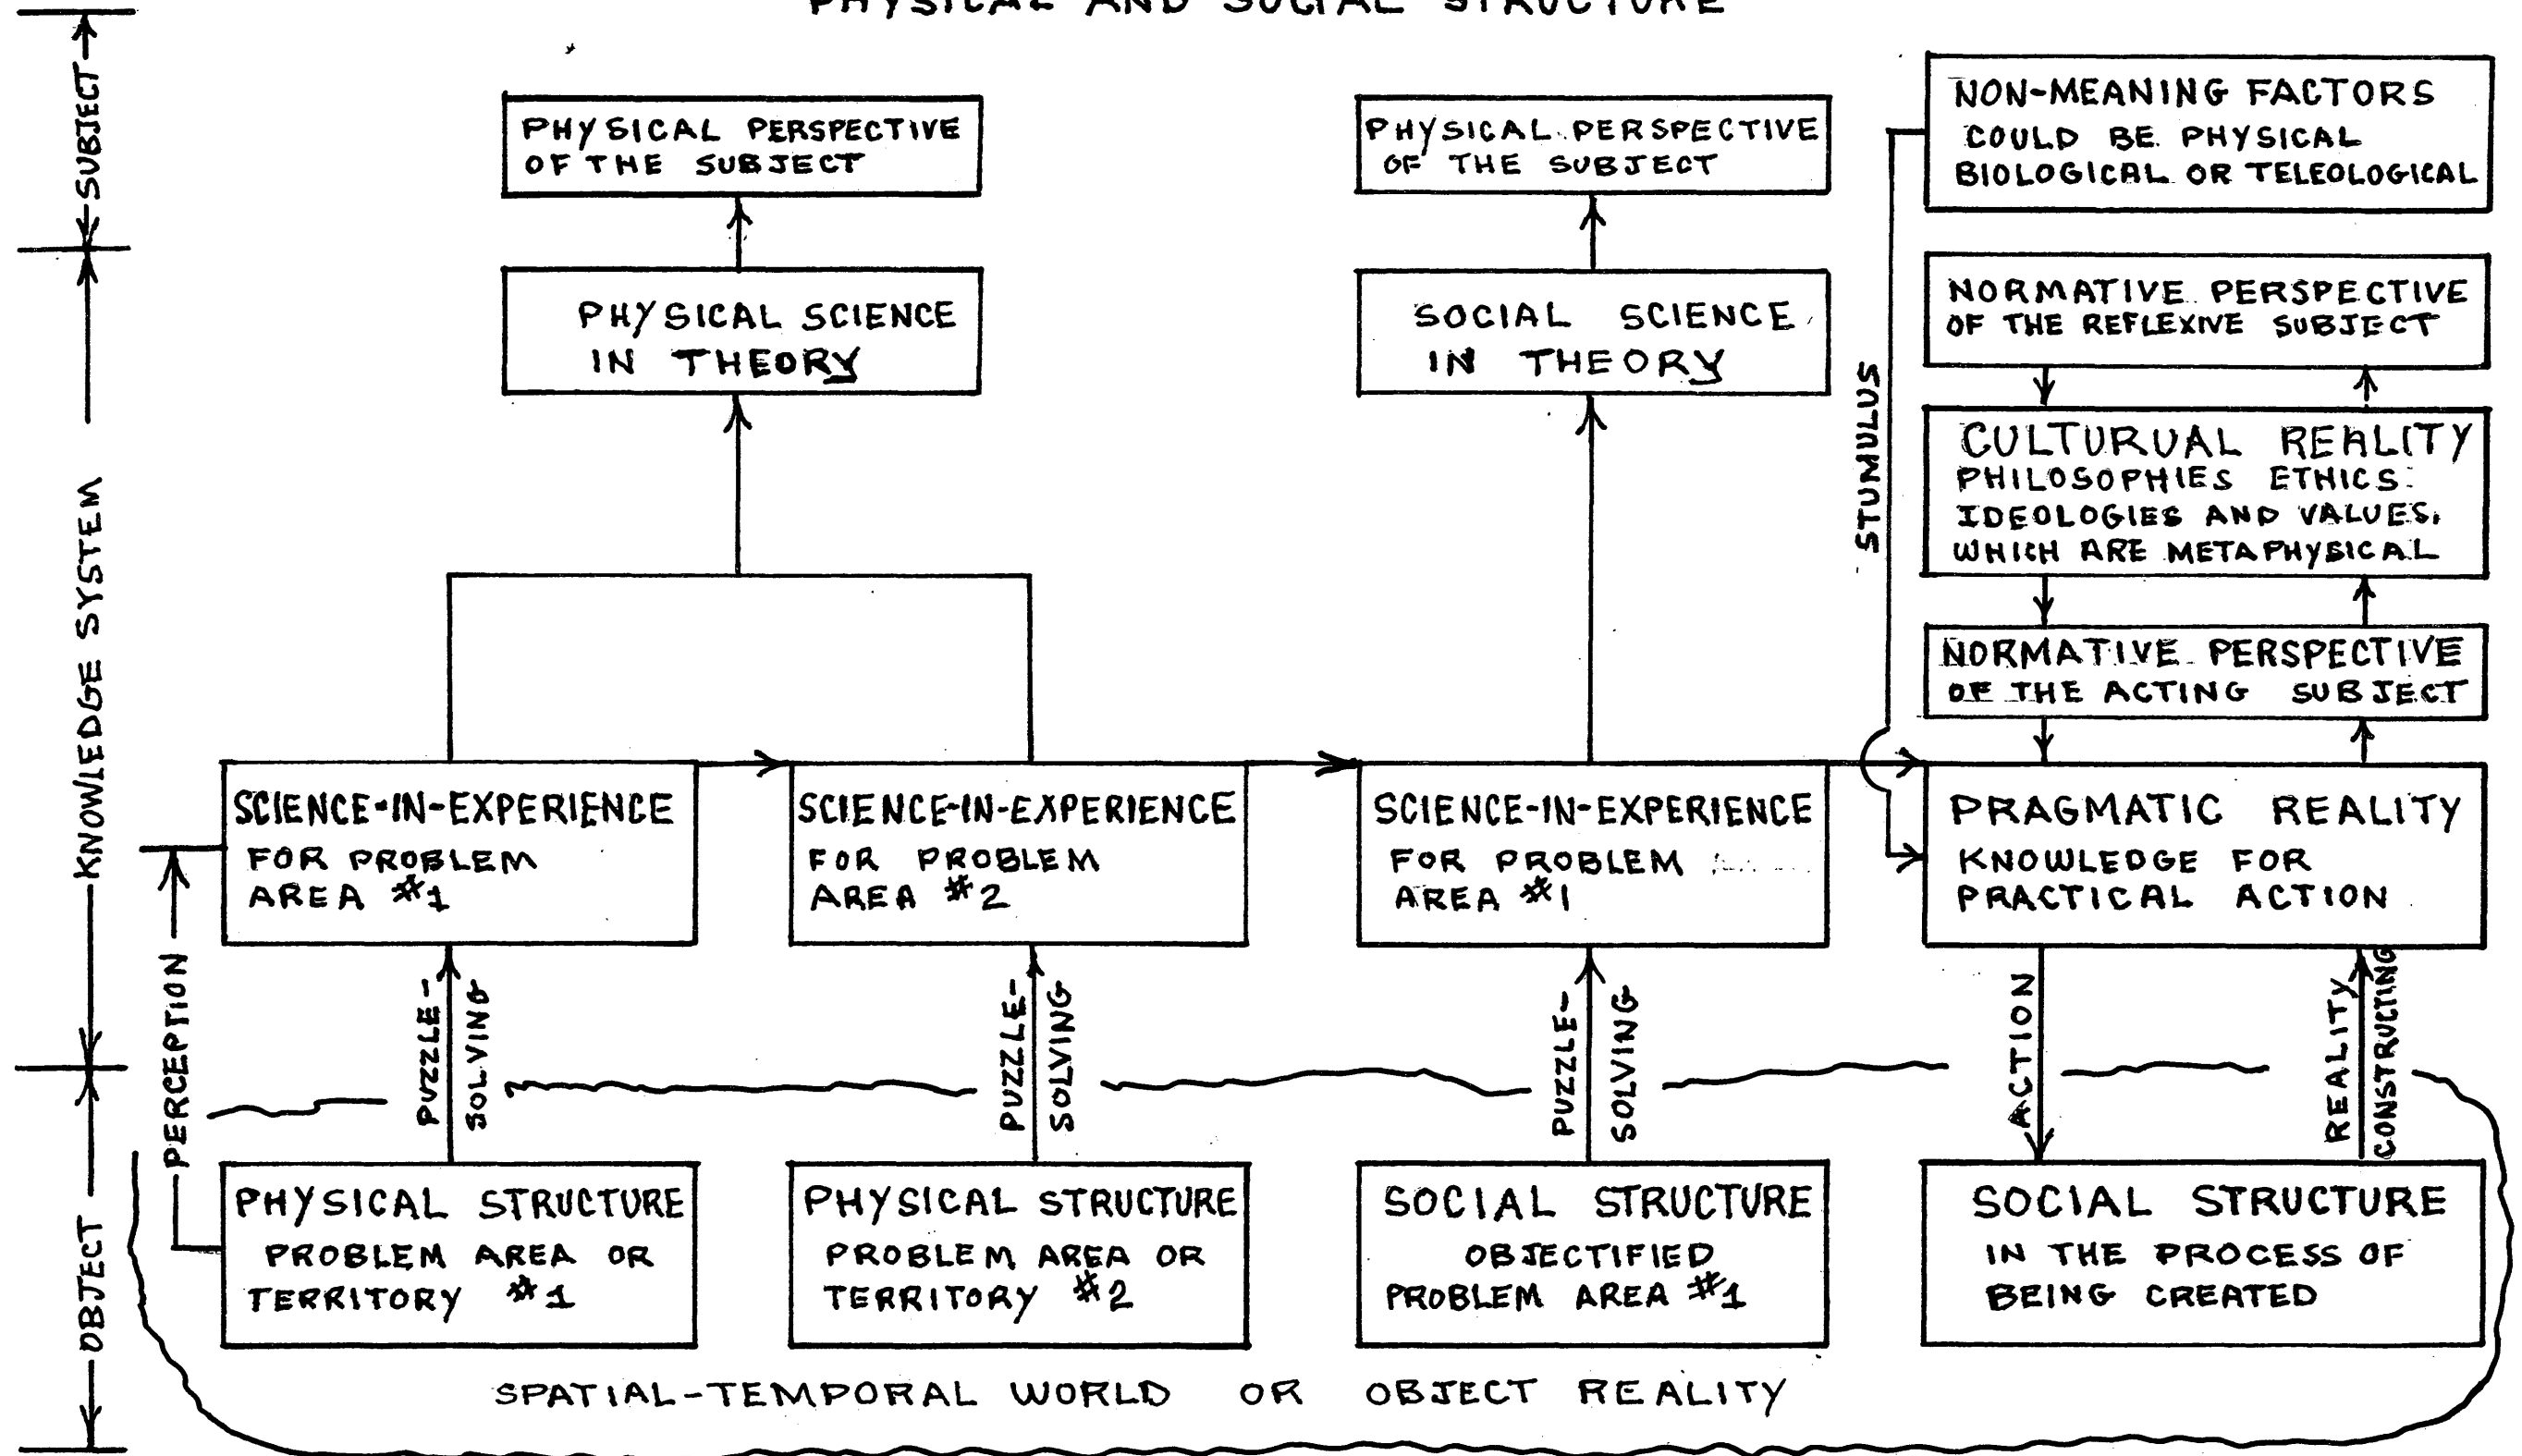 PHYSICAL AND SOCIAL STRUCTURE
SUBJECT
PHYSICAL PERSPECTIVE
OF THE SUBJECT
PHYSICAL PERSPECTIVE
OF THE SUBJECT
NON-MEANING FACTORS
COULD BE PHYSICAL
BIOLOGICAL OR TELEOLOGICAL
KNOWLEDGE SYSTEM
PHYSICAL SCIENCE
IN THEORY
SOCIAL SCIENCE
IN THEORY
STUMULUS
NORMATIVE PERSPECTIVE
OF THE REFLEXIVE SUBJECT
CULTURUAL REALITY
PHILOSOPHIES ETHICS
IDEOLOGIES AND VALUES,
WHICH ARE METAPHYSICAL
NORMATIVE PERSPECTIVE
OF THE ACTING SUBJECT
SCIENCE-IN-EXPERIENCE
FOR PROBLEM
AREA #1
SCIENCE-IN-EXPERIENCE
FOR PROBLEM
AREA #2
SCIENCE-IN-EXPERIENCE
FOR PROBLEM
AREA #1
PRAGMATIC REALITY
KNOWLEDGE FOR
PRACTICAL ACTION
PERCEPTION
PUZZLE-
SOLVING
PUZZLE-
SOLVING
PUZZLE-
SOLVING
ACTION
REALITY
CONSTRUCTING
OBJECT
PHYSICAL STRUCTURE
PROBLEM AREA OR
TERRITORY #1
PHYSICAL STRUCTURE
PROBLEM AREA OR
TERRITORY #2
SOCIAL STRUCTURE
OBJECTIFIED
PROBLEM AREA #1
SOCIAL STRUCTURE
IN THE PROCESS OF
BEING CREATED
SPATIAL-TEMPORAL WORLD OR OBJECT REALITY